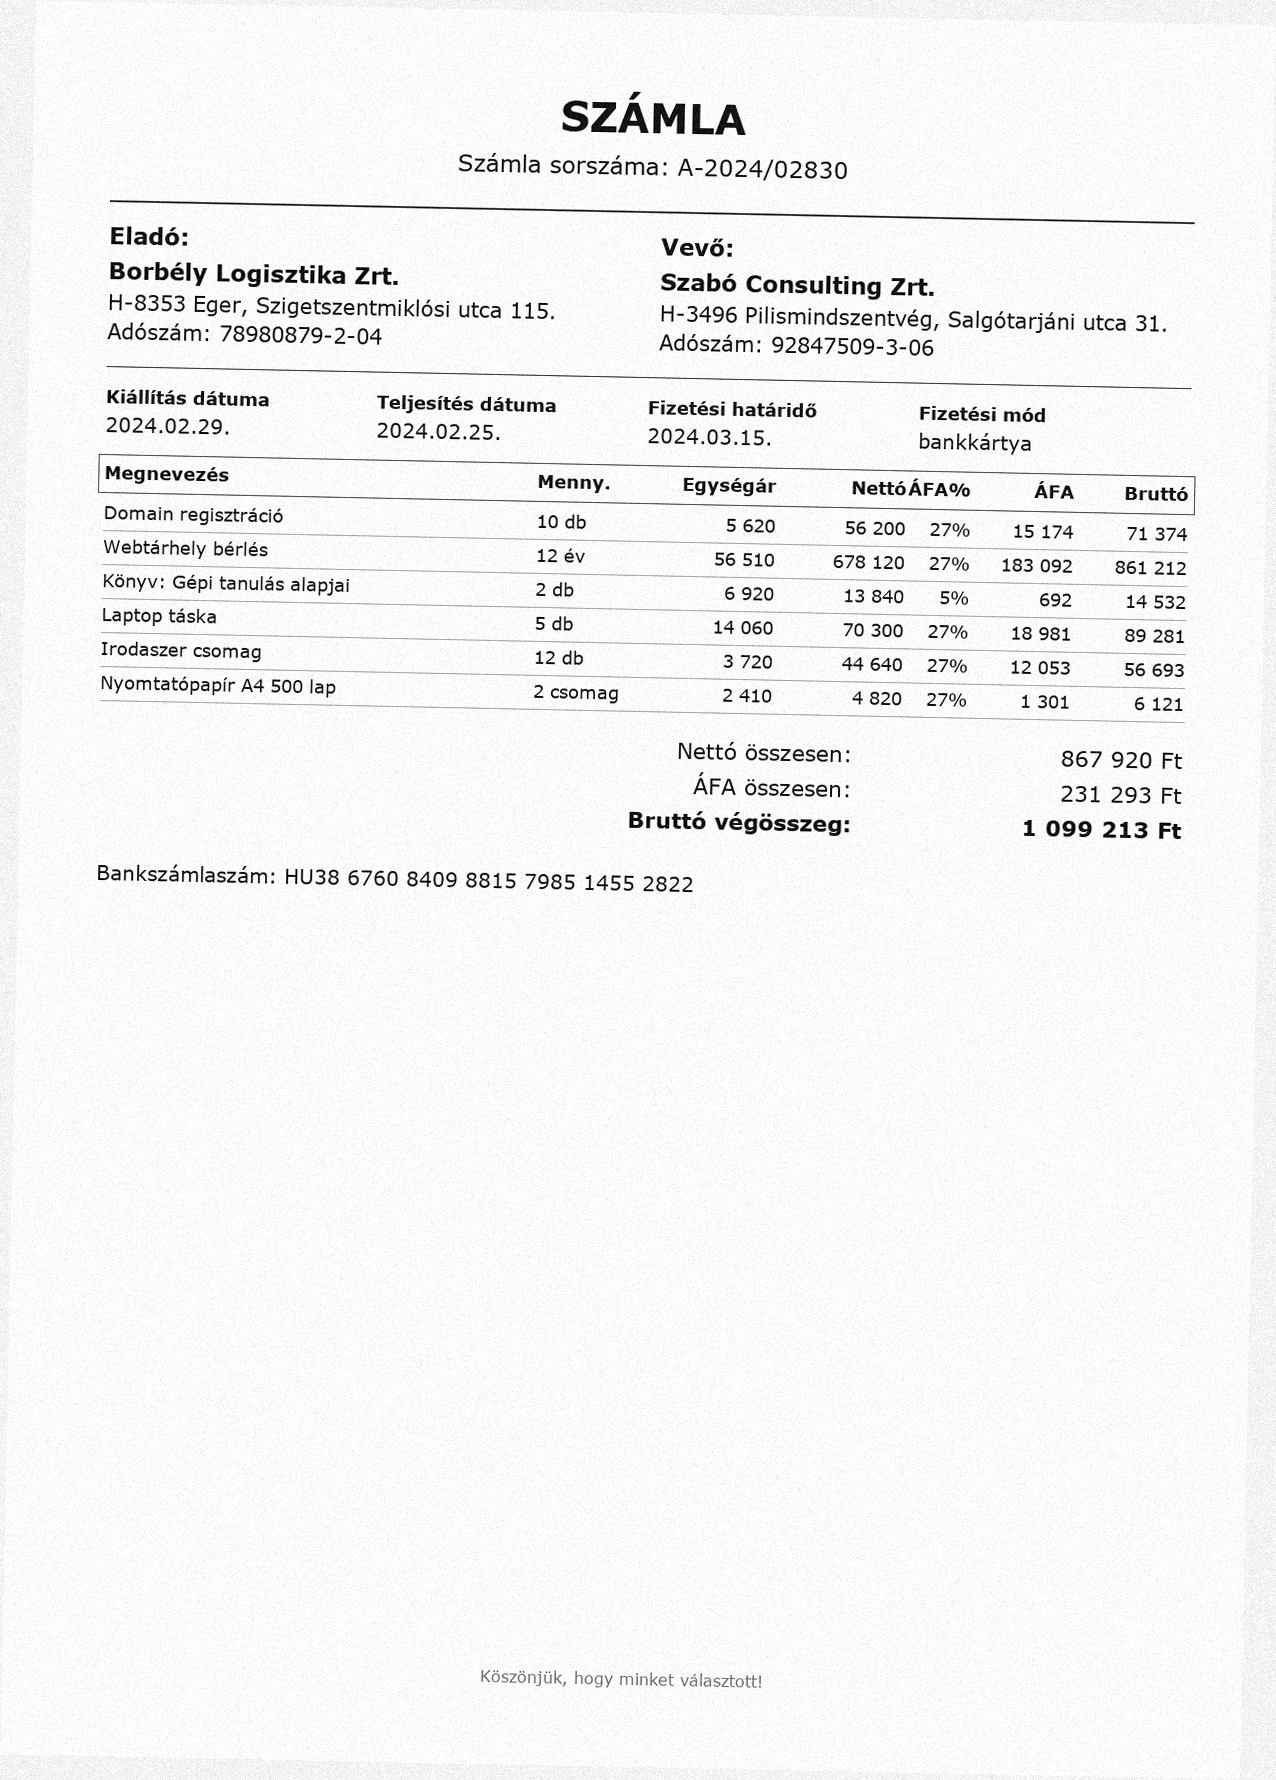 SZÁMLA
Számla sorszáma: A-2024/02830
Eladó:
Borbély Logisztika Zrt.
H-8353 Eger, Szigetszentmiklósi utca 115.
Adószám: 78980879-2-04
Vevő:
Szabó Consulting Zrt.
H-3496 Pilismindszentvég, Salgótarjáni utca 31.
Adószám: 92847509-3-06
Kiállítás dátuma Teljesítés dátuma Fizetési határidő Fizetési mód
2024.02.29. 2024.02.25. 2024.03.15. bankkártya
Megnevezés Menny. Egységár Nettó ÁFA% ÁFA Bruttó
Domain regisztráció 10 db 5 620 56 200 27% 15 174 71 374
Webtárhely bérlés 12 év 56 510 678 120 27% 183 092 861 212
Könyv: Gépi tanulás alapjai 2 db 6 920 13 840 5% 692 14 532
Laptop táska 5 db 14 060 70 300 27% 18 981 89 281
Irodaszer csomag 12 db 3 720 44 640 27% 12 053 56 693
Nyomtatópapír A4 500 lap 2 csomag 2 410 4 820 27% 1 301 6 121
Nettó összesen: 867 920 Ft
ÁFA összesen: 231 293 Ft
Bruttó végösszeg: 1 099 213 Ft
Bankszámlaszám: HU38 6760 8409 8815 7985 1455 2822
Köszönjük, hogy minket választott!